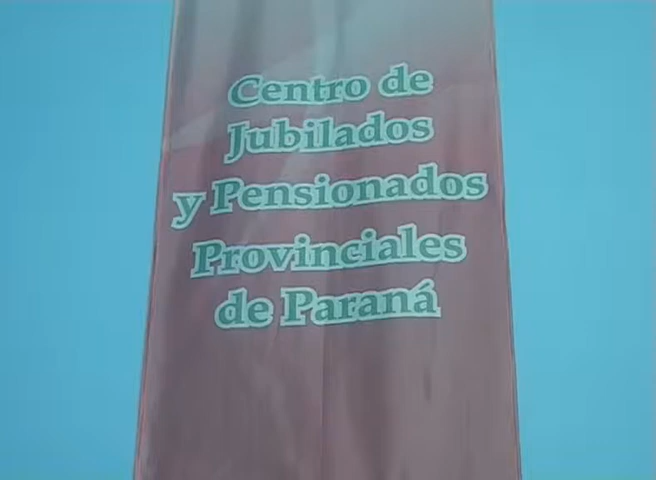 Centro de
Jubilados
y Pensionados
Provinciales
de Paraná